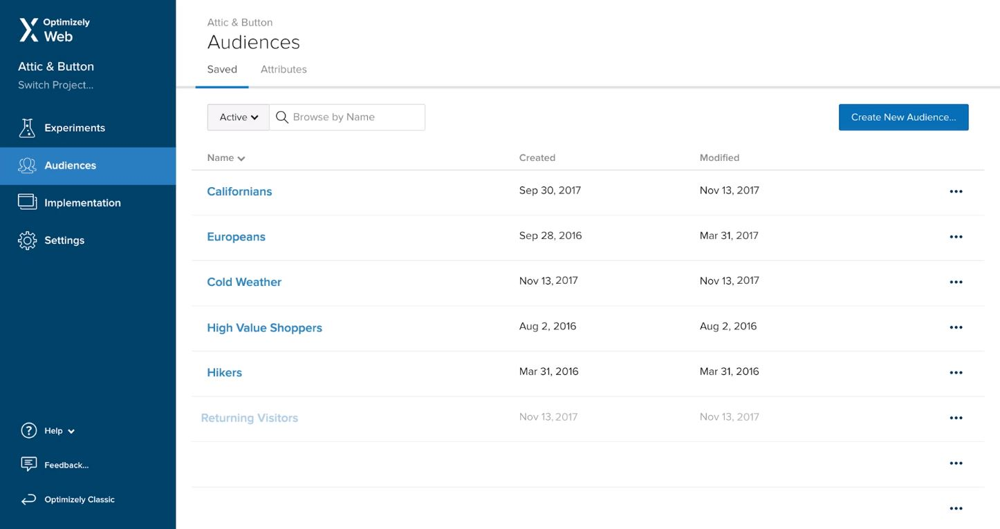 Optimizely
Web
Attic & Button
Switch Project...
Experiments
Audiences
Implementation
Settings
Help
Feedback...
Optimizely Classic
Attic & Button
Audiences
Saved Attributes
Active Browse by Name Create New Audience...
Name Created Modified
Californians Sep 30, 2017 Nov 13, 2017
Europeans Sep 28, 2016 Mar 31, 2017
Cold Weather Nov 13, 2017 Nov 13, 2017
High Value Shoppers Aug 2, 2016 Aug 2, 2016
Hikers Mar 31, 2016 Mar 31, 2016
Returning Visitors Nov 13, 2017 Nov 13, 2017